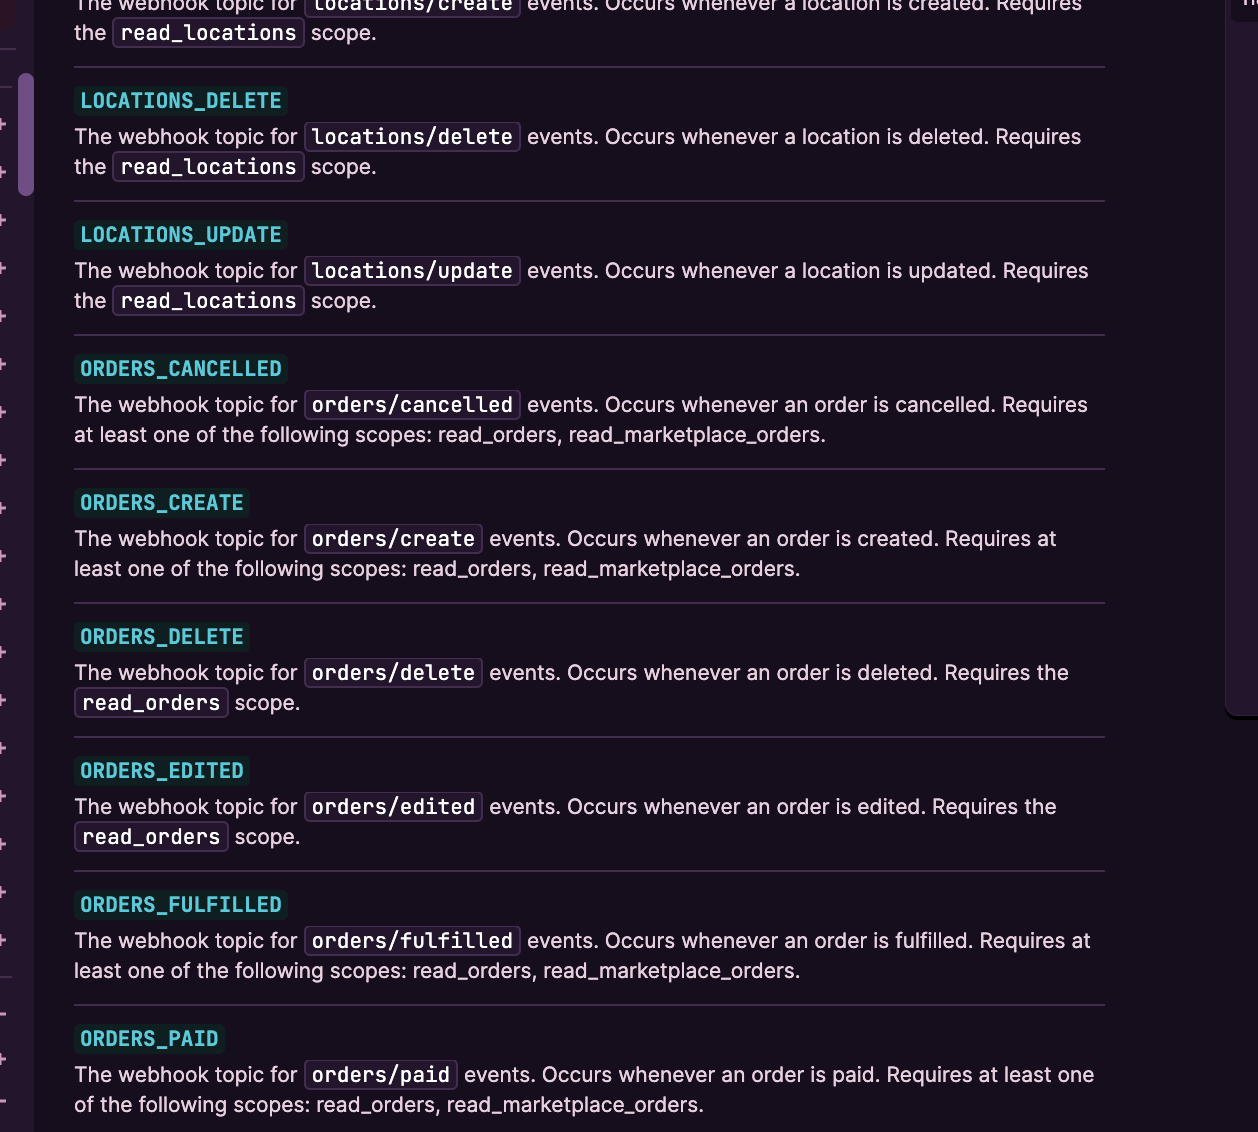 The webhook topic for locations/create events. Occurs whenever a location is created. Requires
the read_locations scope.
LOCATIONS_DELETE
The webhook topic for locations/delete events. Occurs whenever a location is deleted. Requires
the read_locations scope.
LOCATIONS_UPDATE
The webhook topic for locations/update events. Occurs whenever a location is updated. Requires
the read_locations scope.
ORDERS_CANCELLED
The webhook topic for orders/cancelled events. Occurs whenever an order is cancelled. Requires
at least one of the following scopes: read_orders, read_marketplace_orders.
ORDERS_CREATE
The webhook topic for orders/create events. Occurs whenever an order is created. Requires at
least one of the following scopes: read_orders, read_marketplace_orders.
ORDERS_DELETE
The webhook topic for orders/delete events. Occurs whenever an order is deleted. Requires the
read_orders scope.
ORDERS_EDITED
The webhook topic for orders/edited events. Occurs whenever an order is edited. Requires the
read_orders scope.
ORDERS_FULFILLED
The webhook topic for orders/fulfilled events. Occurs whenever an order is fulfilled. Requires at
least one of the following scopes: read_orders, read_marketplace_orders.
ORDERS_PAID
The webhook topic for orders/paid events. Occurs whenever an order is paid. Requires at least one
of the following scopes: read_orders, read_marketplace_orders.